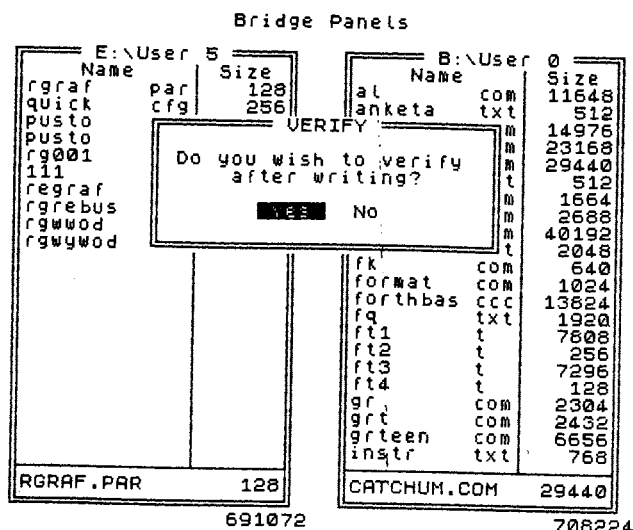 Bridge Panels
E:\User 5
Name Size
rgraf par 128
quick cfg 256
pusto
pusto
rg001
111
regraf
rgrebus
rgwwod
rgwywod
RGRAF.PAR 128
691072
VERIFY
Do you wish to verify
after writing?
Yes No
B:\User 0
Name Size
al com 11648
anketa txt 512
m 14976
m 23168
m 29440
t 512
m 1664
m 2688
m 40192
t 2048
fk com 640
format com 1024
forthbas ccc 13824
fq txt 1920
ft1 t 7808
ft2 t 256
ft3 t 7296
ft4 t 128
gr com 2304
grt com 2432
grteen com 6656
instr txt 768
CATCHUM.COM 29440
708224